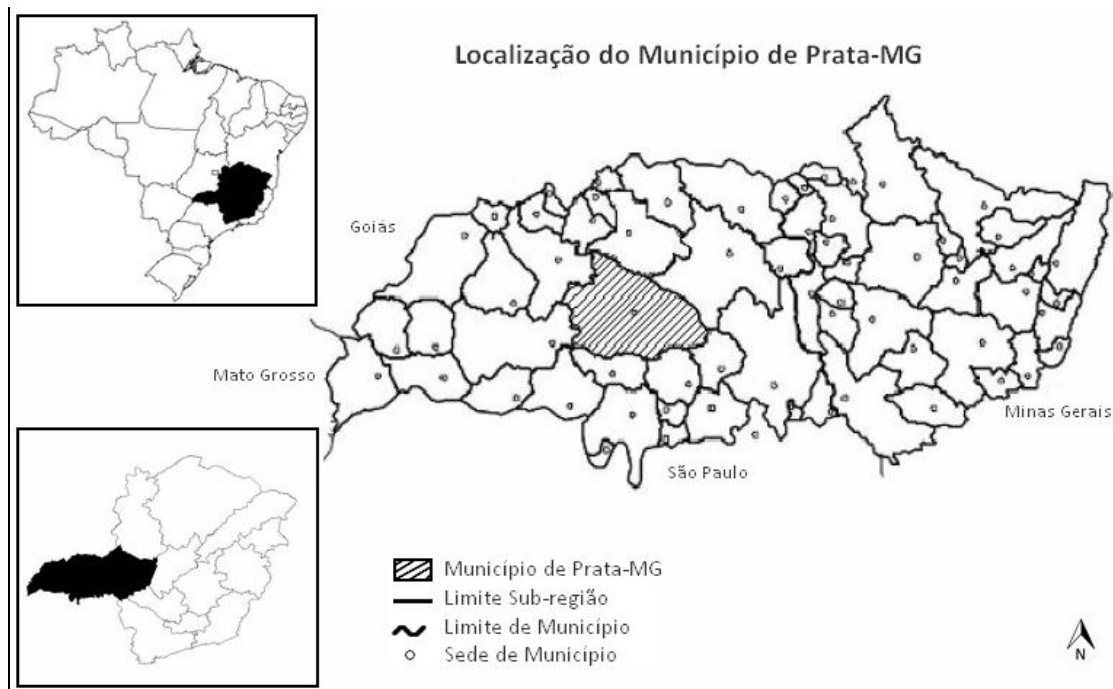 Localização do Município de Prata-MG
Goiás
Mato Grosso
Minas Gerais
São Paulo
Município de Prata-MG
Limite Sub-região
Limite de Município
Sede de Município
N